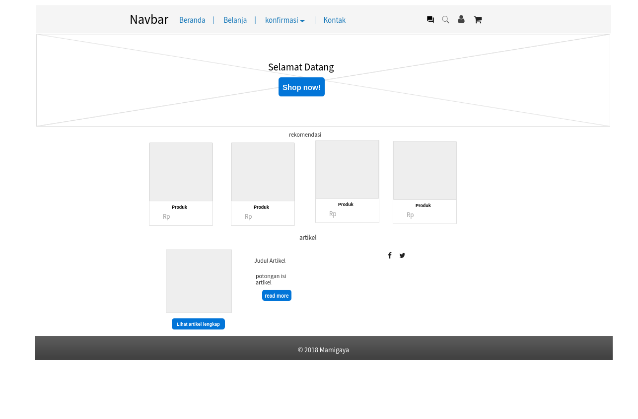 Navbar Beranda | Belanja | konfirmasi | Kontak
Selamat Datang
Shop now!
rekomendasi
Produk
Rp
Produk
Rp
Produk
Rp
Produk
Rp
artikel
Judul Artikel
potongan isi
artikel
read more
Lihat artikel lengkap
© 2018 Mamigaya